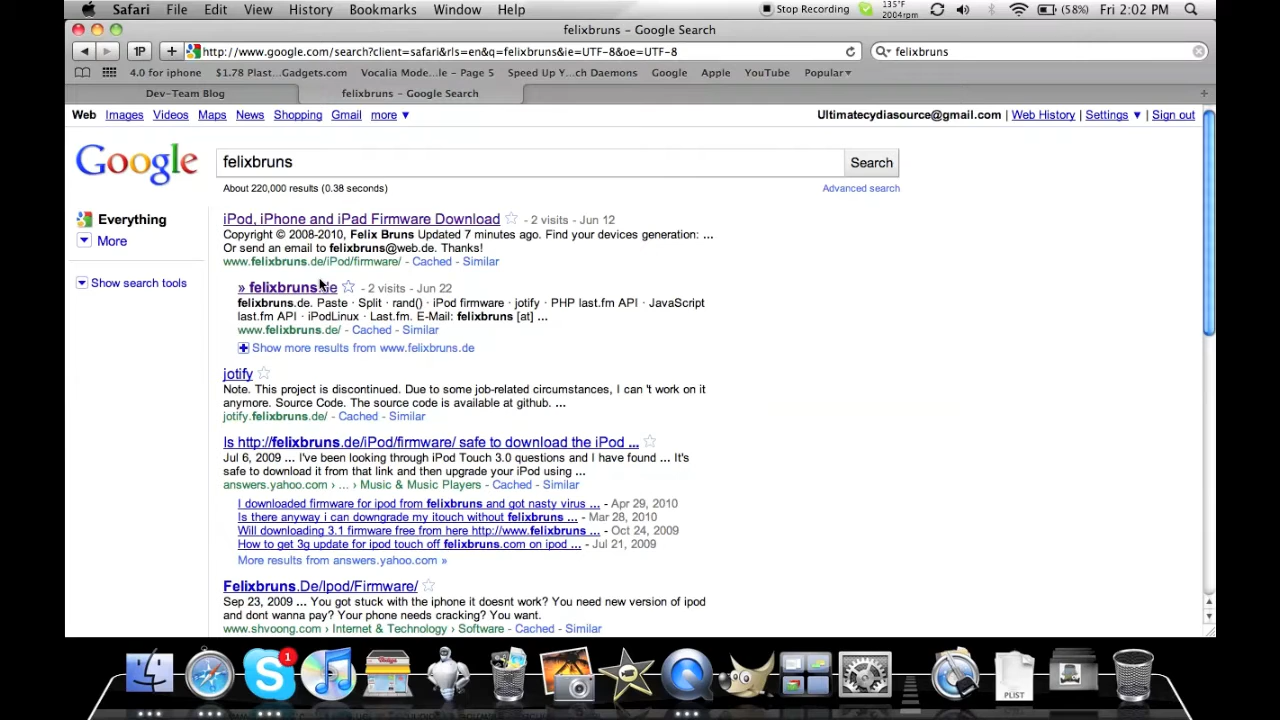 Safari File Edit View History Bookmarks Window Help Stop Recording 135°F 2004rpm (58%) Fri 2:02 PM
felixbruns – Google Search
1P + http://www.google.com/search?client=safari&rls=en&q=felixbruns&ie=UTF-8&oe=UTF-8 felixbruns
4.0 for iphone $1.78 Plast...Gadgets.com Vocalia Mode...le - Page 5 Speed Up Y...ch Daemons Google Apple YouTube Popular▾
Dev-Team Blog felixbruns – Google Search +
Web Images Videos Maps News Shopping Gmail more ▼ Ultimatecydiasource@gmail.com | Web History | Settings ▼ | Sign out
Google felixbruns Search
About 220,000 results (0.38 seconds) Advanced search
Everything
More
Show search tools
iPod, iPhone and iPad Firmware Download - 2 visits - Jun 12
Copyright © 2008-2010, Felix Bruns Updated 7 minutes ago. Find your devices generation: ...
Or send an email to felixbruns@web.de. Thanks!
www.felixbruns.de/iPod/firmware/ - Cached - Similar
» felixbruns.de - 2 visits - Jun 22
felixbruns.de. Paste · Split · rand() · iPod firmware · jotify · PHP last.fm API · JavaScript
last.fm API · iPodLinux · Last.fm. E-Mail: felixbruns [at] ...
www.felixbruns.de/ - Cached - Similar
Show more results from www.felixbruns.de
jotify
Note. This project is discontinued. Due to some job-related circumstances, I can 't work on it
anymore. Source Code. The source code is available at github. ...
jotify.felixbruns.de/ - Cached - Similar
Is http://felixbruns.de/iPod/firmware/ safe to download the iPod ...
Jul 6, 2009 ... I've been looking through iPod Touch 3.0 questions and I have found ... It's
safe to download it from that link and then upgrade your iPod using ...
answers.yahoo.com › ... › Music & Music Players - Cached - Similar
I downloaded firmware for ipod from felixbruns and got nasty virus ... - Apr 29, 2010
Is there anyway i can downgrade my itouch without felixbruns ... - Mar 28, 2010
Will downloading 3.1 firmware free from here http://www.felixbruns ... - Oct 24, 2009
How to get 3g update for ipod touch off felixbruns.com on ipod ... - Jul 21, 2009
More results from answers.yahoo.com »
Felixbruns.De/Ipod/Firmware/
Sep 23, 2009 ... You got stuck with the iphone it doesnt work? You need new version of ipod
and dont wanna pay? Your phone needs cracking? You want.
www.shvoong.com › Internet & Technology › Software - Cached - Similar
1
PLIST